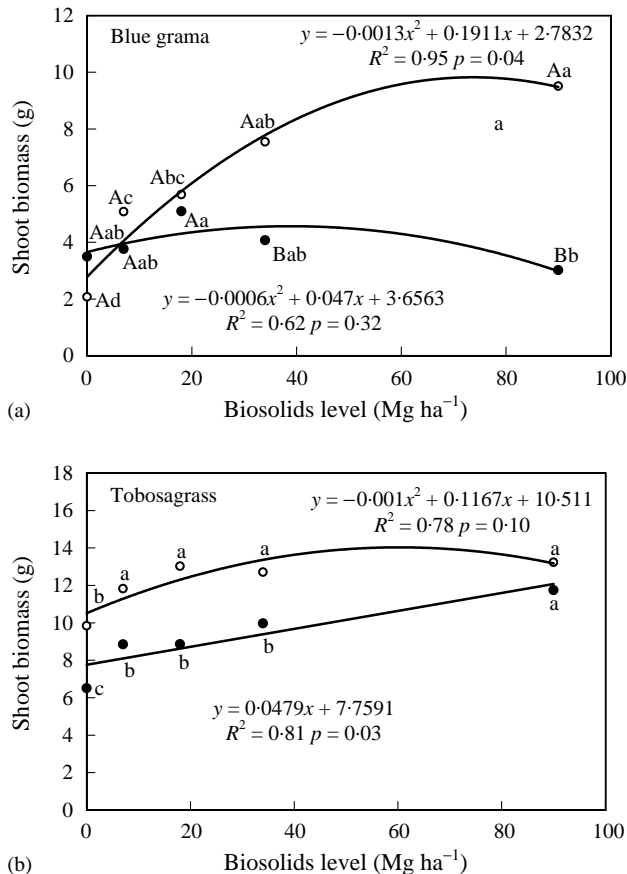 12
10
8
6
4
2
0
Shoot biomass (g)
Blue grama
y = −0·0013x² + 0·1911x + 2·7832
R² = 0·95 p = 0·04
Aa
a
Aab
Abc
Ac
Aab
Aa
Aab
Bab
Bb
Ad
y = −0·0006x² + 0·047x + 3·6563
R² = 0·62 p = 0·32
0 20 40 60 80 100
(a) Biosolids level (Mg ha⁻¹)
18
16
14
12
10
8
6
4
2
0
Shoot biomass (g)
Tobosagrass
y = −0·001x² + 0·1167x + 10·511
R² = 0·78 p = 0·10
a
a
a
a
b
a
b
b
b
c
y = 0·0479x + 7·7591
R² = 0·81 p = 0·03
0 20 40 60 80 100
(b) Biosolids level (Mg ha⁻¹)